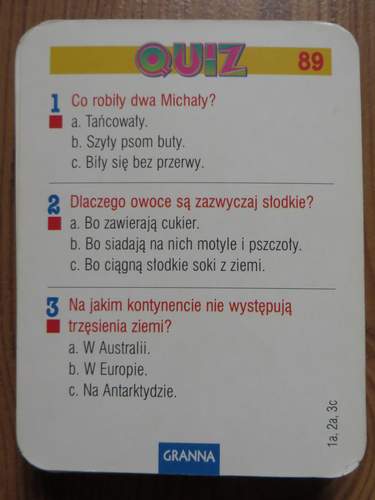 QUIZ
89
1 Co robiły dwa Michały?
a. Tańcowały.
b. Szyły psom buty.
c. Biły się bez przerwy.
2 Dlaczego owoce są zazwyczaj słodkie?
a. Bo zawierają cukier.
b. Bo siadają na nich motyle i pszczoły.
c. Bo ciągną słodkie soki z ziemi.
3 Na jakim kontynencie nie występują
trzęsienia ziemi?
a. W Australii.
b. W Europie.
c. Na Antarktydzie.
1a, 2a, 3c
GRANNA